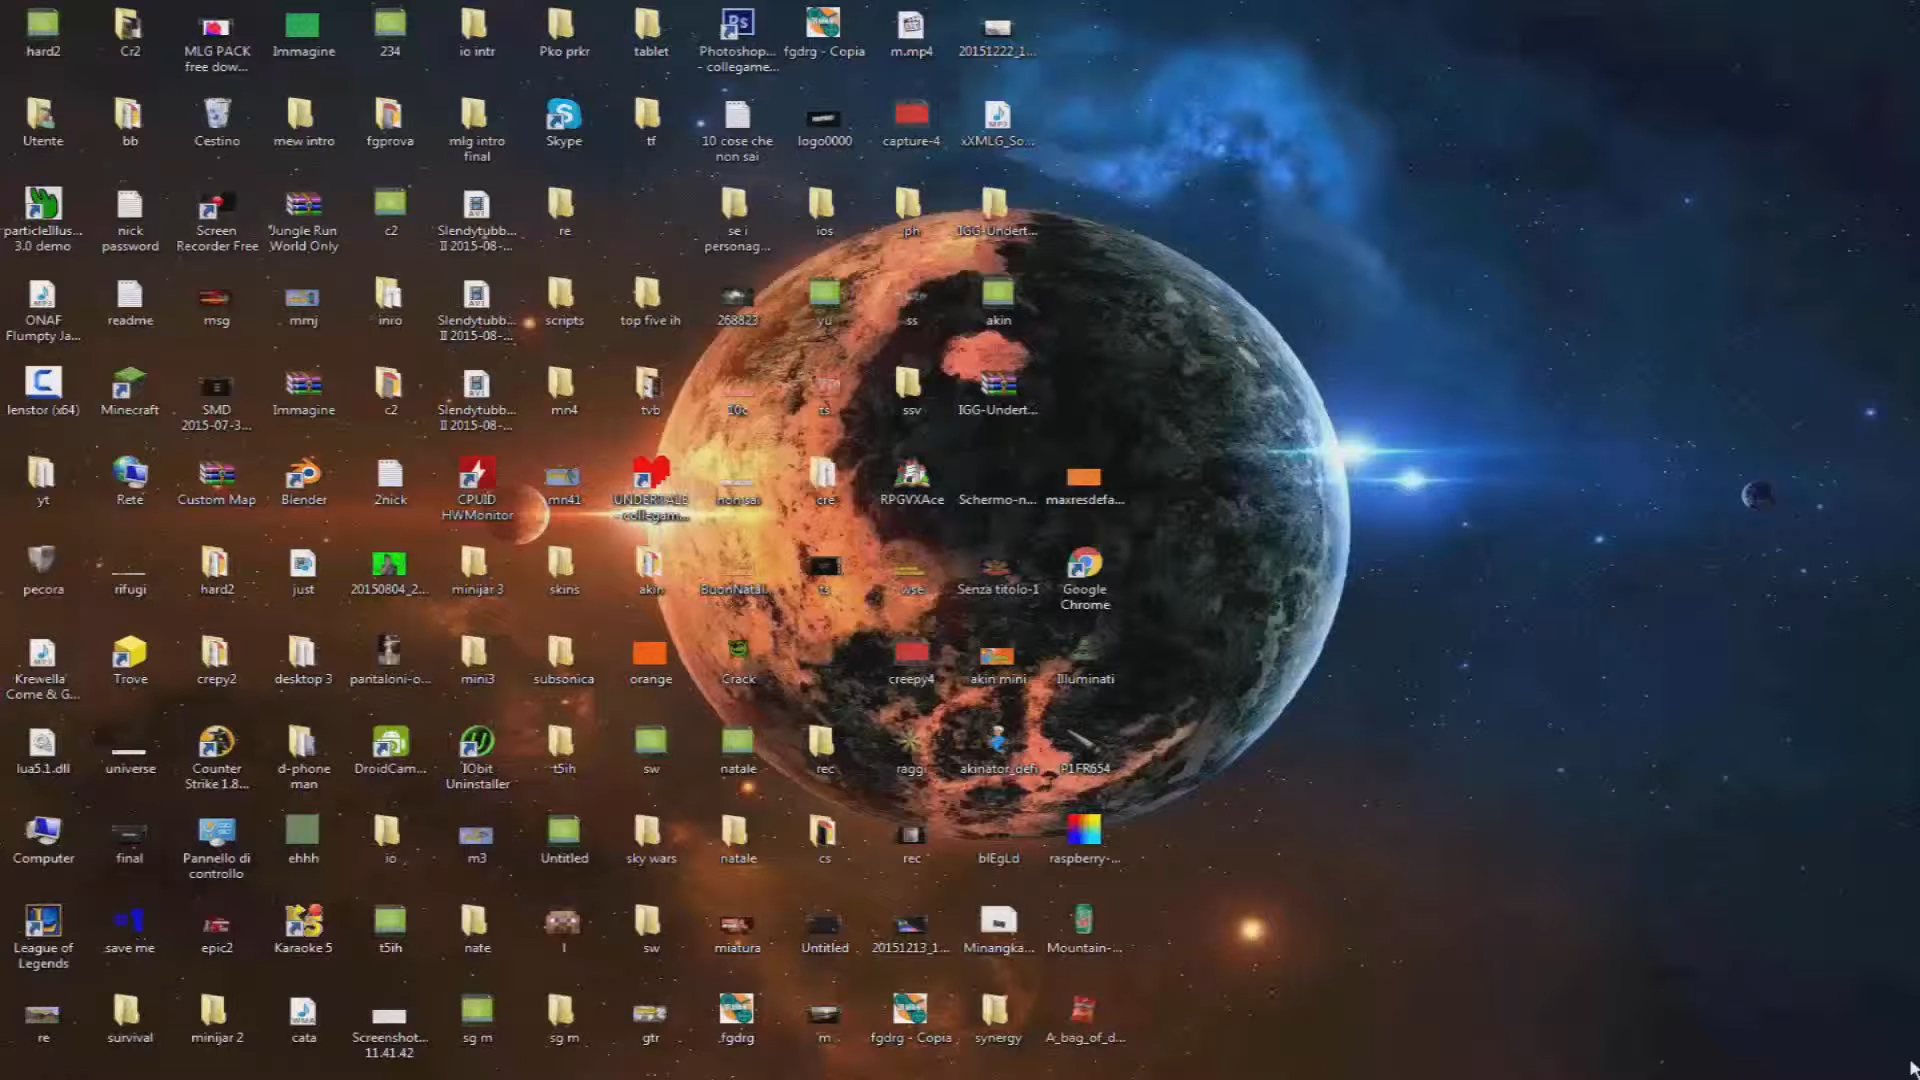 hard2
Cr2
MLG PACK
free dow...
Immagine
234
io intr
Pko prkr
tablet
Photoshop...
- collegame...
fgdrg - Copia
m.mp4
20151222_1...
Utente
bb
Cestino
mew intro
fgprova
mlg intro
final
Skype
tf
10 cose che
non sai
logo0000
capture-4
xXMLG_So...
particleIllus...
3.0 demo
nick
password
Screen
Recorder Free
'Jungle Run
World Only
c2
Slendytubb...
II 2015-08-...
re
se i
personag...
ios
ph
IGG-Undert...
ONAF
Flumpty Ja...
readme
msg
mmj
inro
Slendytubb...
II 2015-08-...
scripts
top five ih
268823
yu
ss
akin
lenstor (x64)
Minecraft
SMD
2015-07-3...
Immagine
c2
Slendytubb...
II 2015-08-...
mn4
tvb
10c
ts
ssv
IGG-Undert...
yt
Rete
Custom Map
Blender
2nick
CPUID
HWMonitor
mn41
UNDERTALE
- collegam...
non sai
cre
RPGVXAce
Schermo-n...
maxresdefa...
pecora
rifugi
hard2
just
20150804_2...
minijar 3
skins
akin
BuonNatal...
ts
wse
Senza titolo-1
Google
Chrome
Krewella
Come & G...
Trove
crepy2
desktop 3
pantaloni-o...
mini3
subsonica
orange
Crack
creepy4
akin mini
Illuminati
lua5.1.dll
universe
Counter
Strike 1.8...
d-phone
man
DroidCam...
IObit
Uninstaller
t5ih
sw
natale
rec
raggi
akinator_defi
P1FR654
Computer
final
Pannello di
controllo
ehhh
io
m3
Untitled
sky wars
natale
cs
rec
blEgLd
raspberry-...
League of
Legends
save me
epic2
Karaoke 5
t5ih
nate
l
sw
miatura
Untitled
20151213_1...
Minangka...
Mountain-...
re
survival
minijar 2
cata
Screenshot...
11.41.42
sg m
sg m
gtr
fgdrg
m
fgdrg - Copia
synergy
A_bag_of_d...